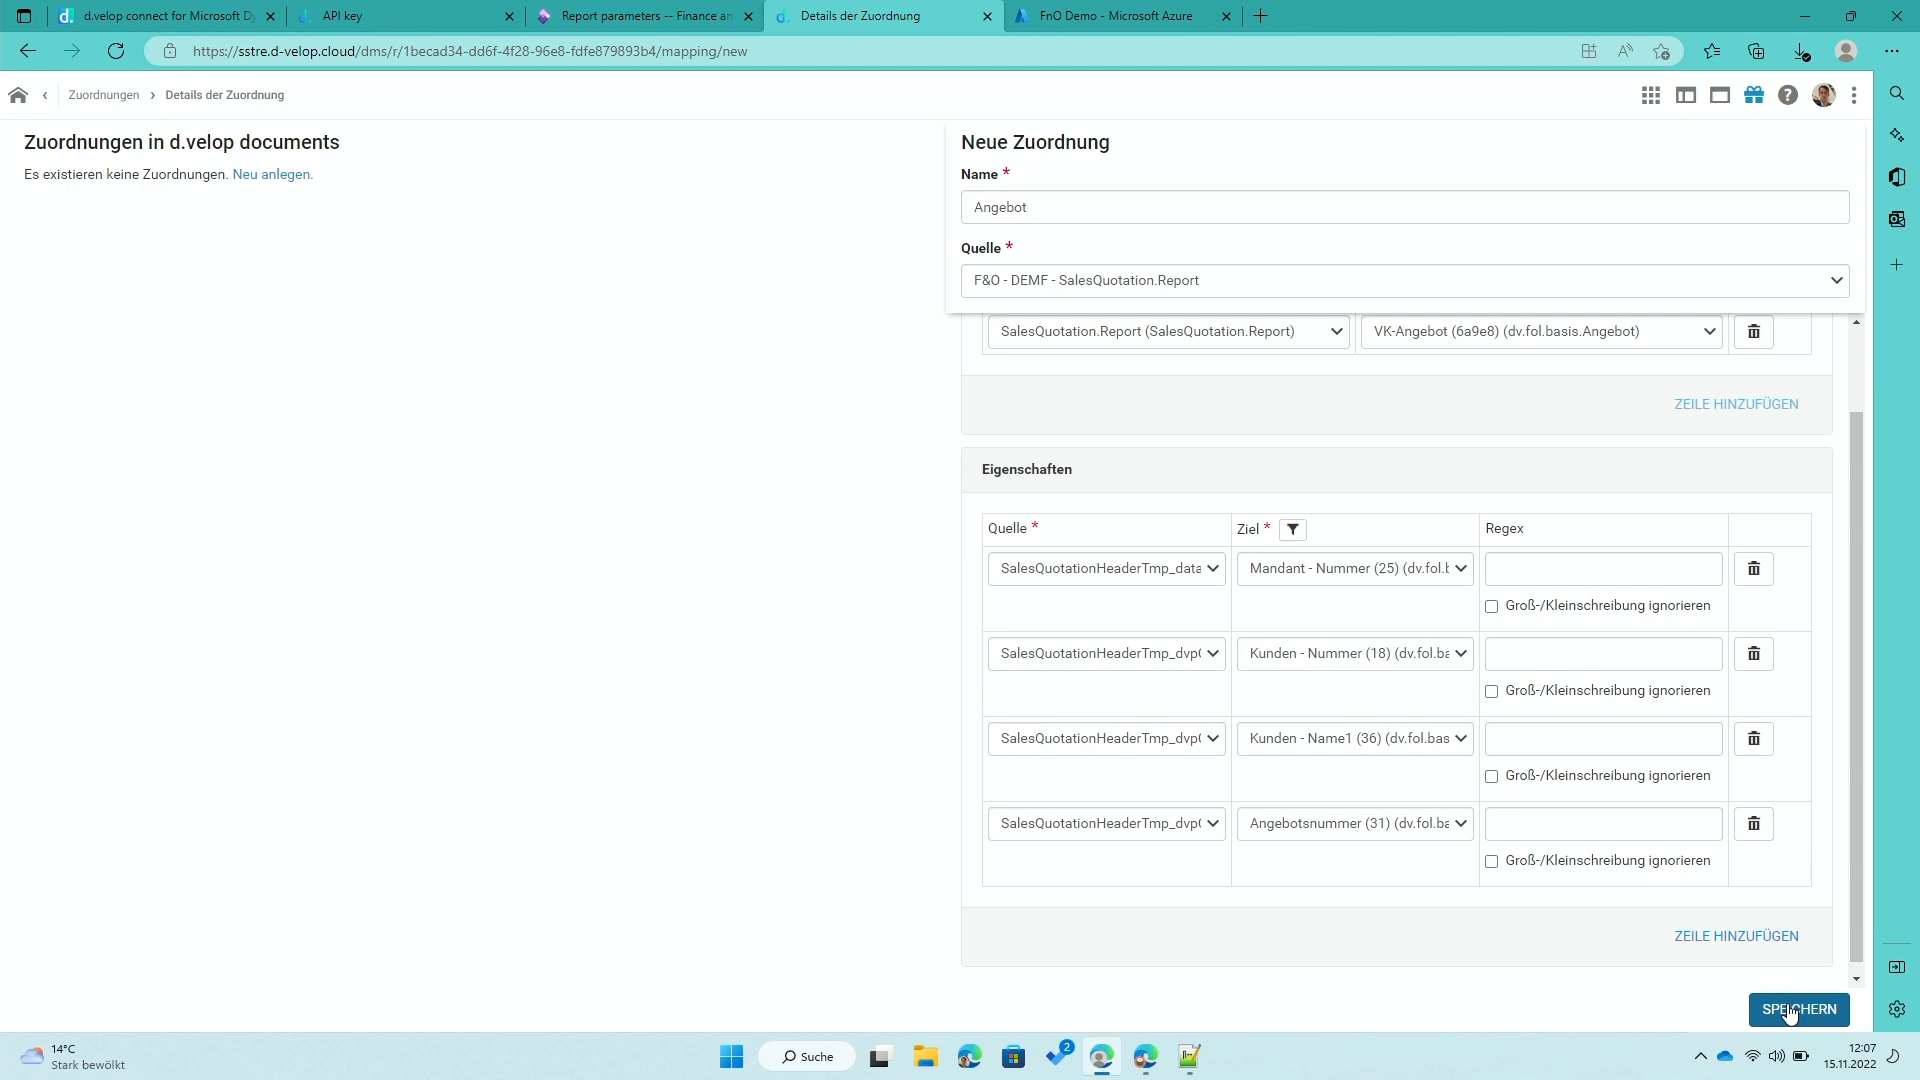 d.velop connect for Microsoft Dy
API key
Report parameters -- Finance an
Details der Zuordnung
FnO Demo - Microsoft Azure
https://sstre.d-velop.cloud/dms/r/1becad34-dd6f-4f28-96e8-fdfe879893b4/mapping/new
Zuordnungen › Details der Zuordnung
Zuordnungen in d.velop documents
Es existieren keine Zuordnungen. Neu anlegen.
Neue Zuordnung
Name *
Angebot
Quelle *
F&O - DEMF - SalesQuotation.Report
SalesQuotation.Report (SalesQuotation.Report)
VK-Angebot (6a9e8) (dv.fol.basis.Angebot)
ZEILE HINZUFÜGEN
Eigenschaften
Quelle *
Ziel *
Regex
SalesQuotationHeaderTmp_data
Mandant - Nummer (25) (dv.fol.b
Groß-/Kleinschreibung ignorieren
SalesQuotationHeaderTmp_dvp(
Kunden - Nummer (18) (dv.fol.ba
Groß-/Kleinschreibung ignorieren
SalesQuotationHeaderTmp_dvp(
Kunden - Name1 (36) (dv.fol.bas
Groß-/Kleinschreibung ignorieren
SalesQuotationHeaderTmp_dvp(
Angebotsnummer (31) (dv.fol.ba
Groß-/Kleinschreibung ignorieren
ZEILE HINZUFÜGEN
SPEICHERN
14°C
Stark bewölkt
Suche
2
12:07
15.11.2022